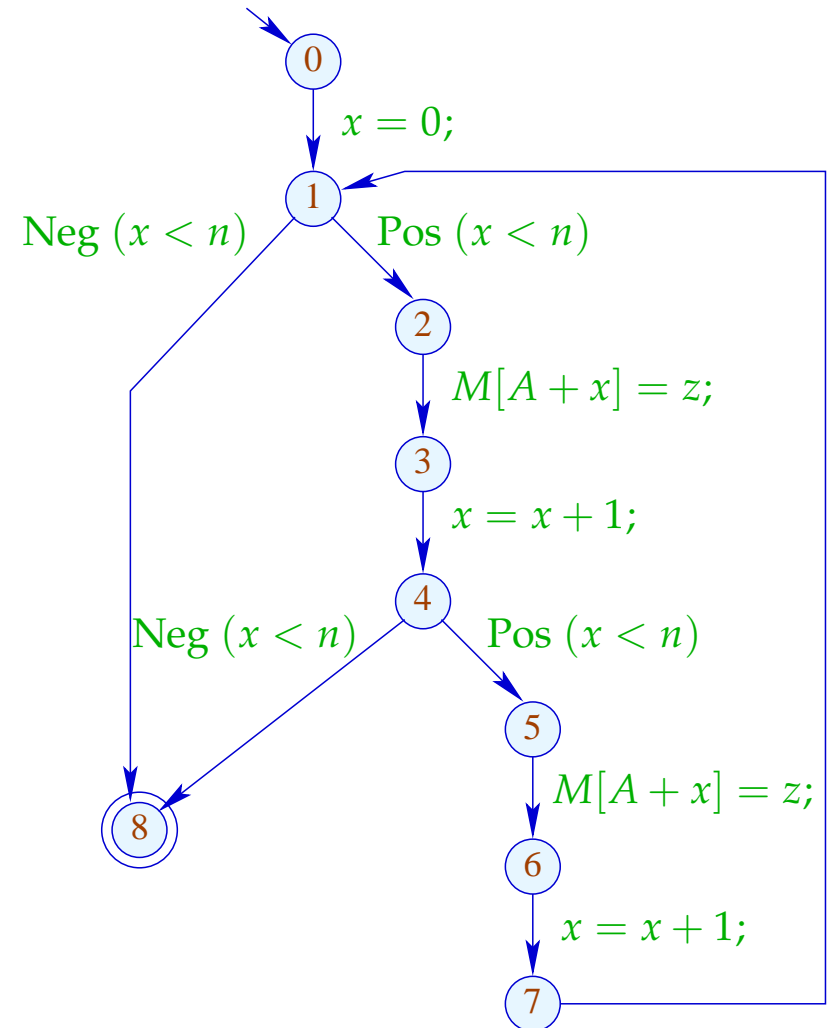 0
x = 0;
1
Neg (x < n)
Pos (x < n)
2
M[A + x] = z;
3
x = x + 1;
4
Neg (x < n)
Pos (x < n)
5
M[A + x] = z;
8
6
x = x + 1;
7